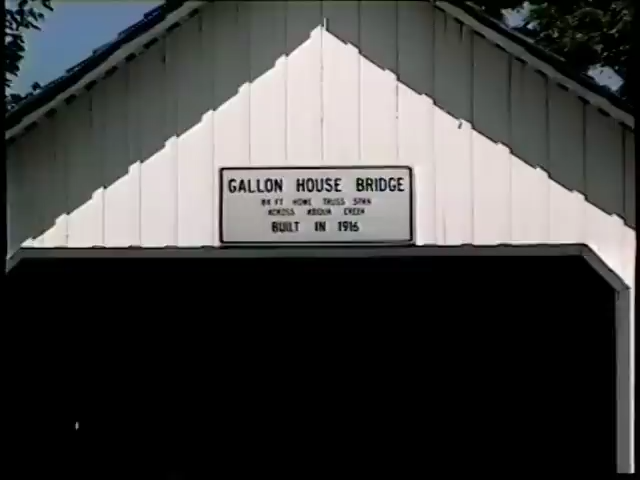 GALLON HOUSE BRIDGE
84 FT HOWE TRUSS SPAN
ACROSS ABIQUA CREEK
BUILT IN 1916